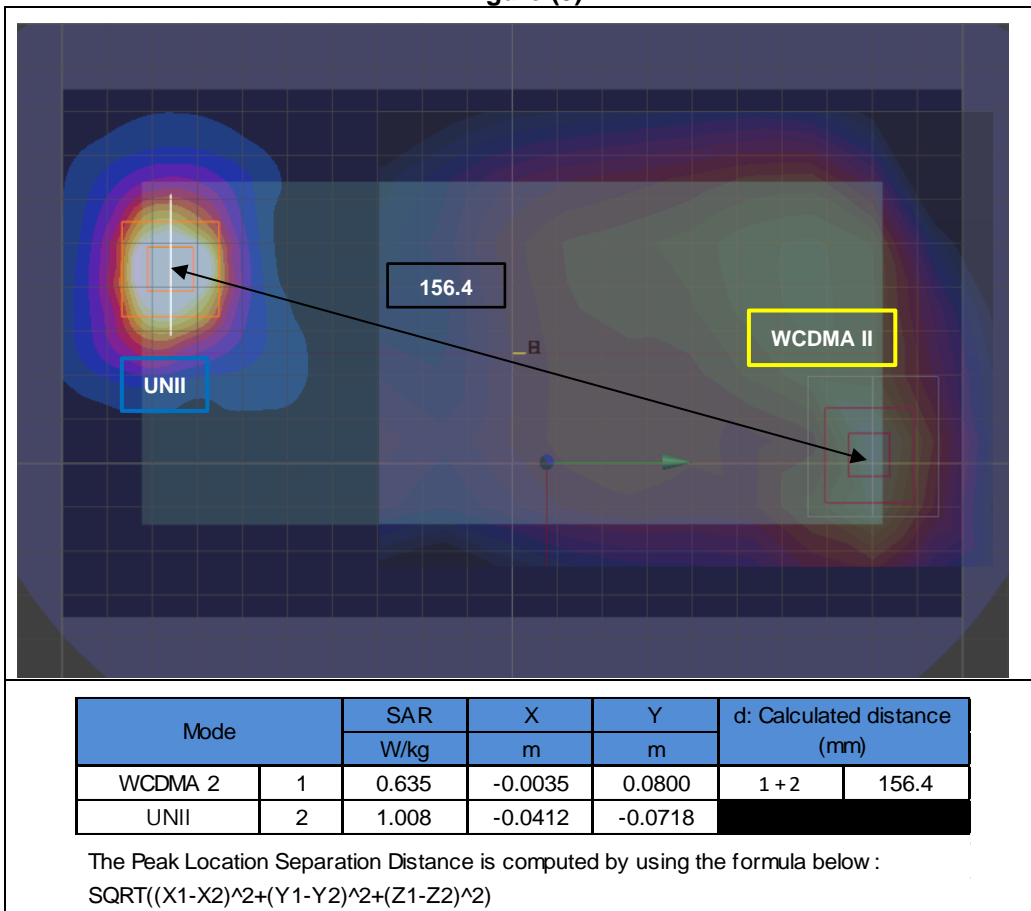 156.4
WCDMA II
UNII
Mode SAR X Y d: Calculated distance (mm)
W/kg m m
WCDMA 2 1 0.635 -0.0035 0.0800 1 + 2 156.4
UNII 2 1.008 -0.0412 -0.0718
The Peak Location Separation Distance is computed by using the formula below :
SQRT((X1-X2)^2+(Y1-Y2)^2+(Z1-Z2)^2)